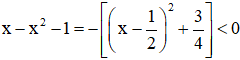 x − x² − 1 = −[(x − 1/2)² + 3/4] < 0